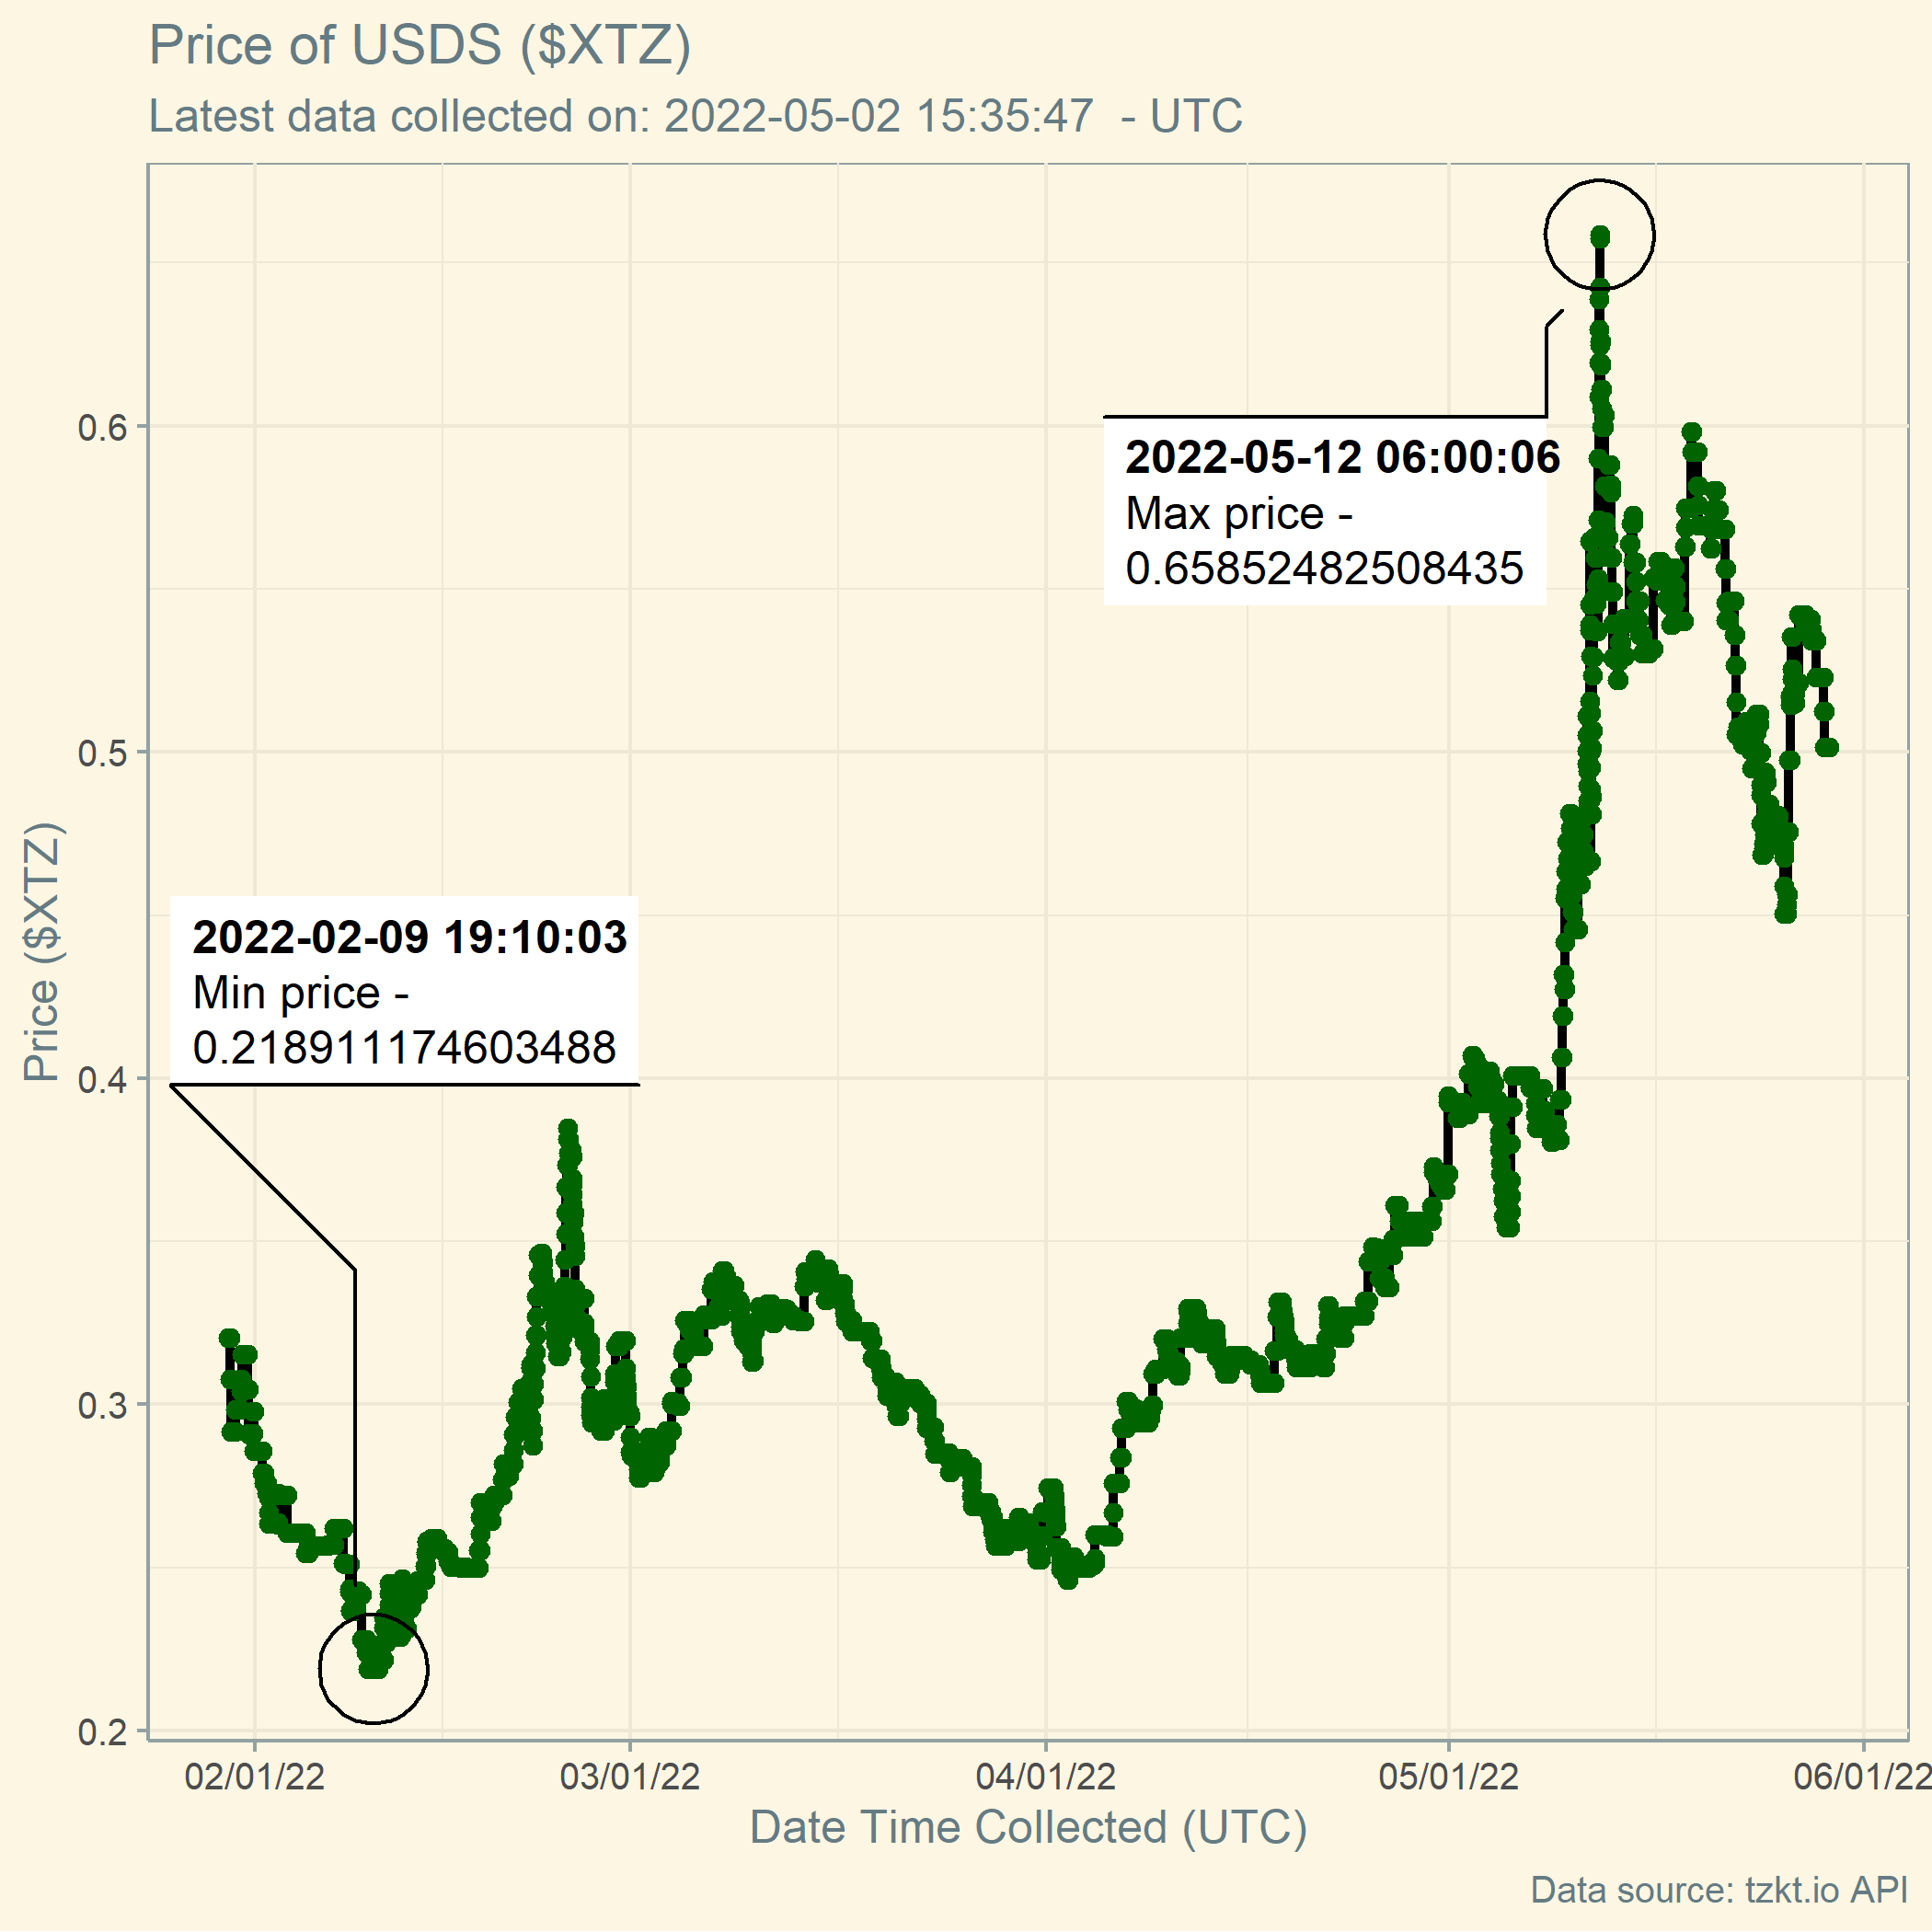 Price of USDS ($XTZ)
Latest data collected on: 2022-05-02 15:35:47  - UTC
2022-05-12 06:00:06
Max price -
0.65852482508435
2022-02-09 19:10:03
Min price -
0.218911174603488
Price ($XTZ)
0.6
0.5
0.4
0.3
0.2
02/01/22 03/01/22 04/01/22 05/01/22 06/01/22
Date Time Collected (UTC)
Data source: tzkt.io API